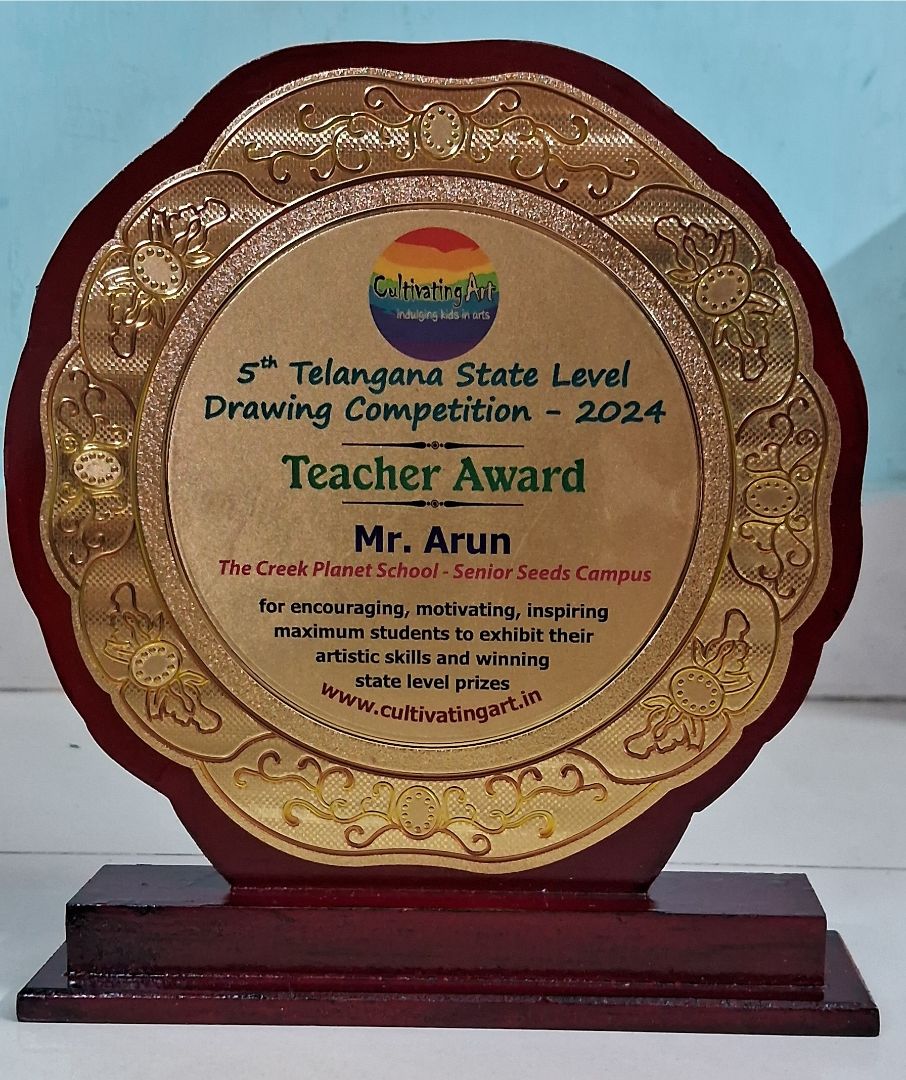 Cultivating Art
indulging kids in arts
5th Telangana State Level
Drawing Competition - 2024
Teacher Award
Mr. Arun
The Creek Planet School - Senior Seeds Campus
for encouraging, motivating, inspiring
maximum students to exhibit their
artistic skills and winning
state level prizes
www.cultivatingart.in